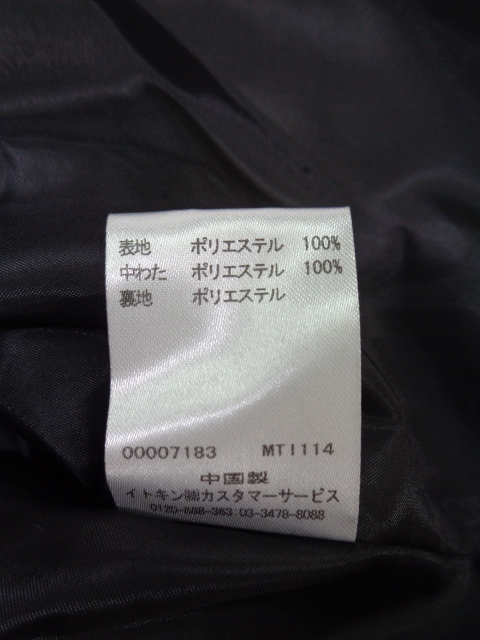 表地 ポリエステル 100%
中わた ポリエステル 100%
裏地 ポリエステル
00007183 MT1114
中国製
イトキン㈱カスタマーサービス
0120-888-363:03-3478-8088